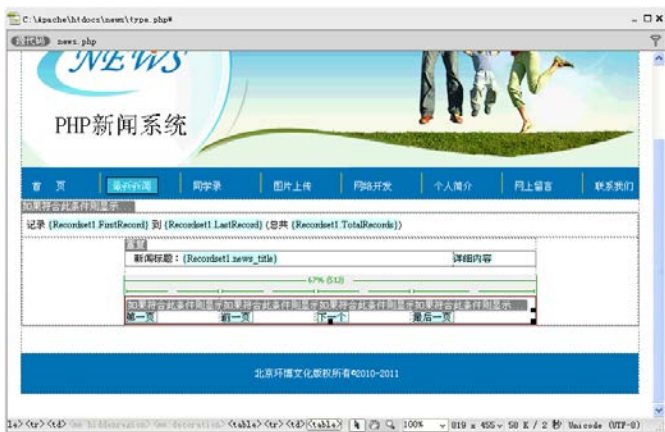 C:\Apache\htdocs\news\type.php*
源代码 news.php
NEWS
PHP新闻系统
首 页 最新新闻 同学录 图片上传 网络开发 个人简介 网上留言 联系我们
如果符合此条件则显示
记录 {Recordset1.FirstRecord} 到 {Recordset1.LastRecord} (总共 {Recordset1.TotalRecords})
重复
新闻标题：{Recordset1.news_title} 详细内容
67% (513)
如果符合此条件则显示 如果符合此条件则显示 如果符合此条件则显示 如果符合此条件则显示
第一页 前一页 下一个 最后一页
北京环博文化版权所有©2010-2011
<tr> <td> <table> <tr> <td> <table> 100% 819 x 455 50 K / 2 秒 Unicode (UTF-8)